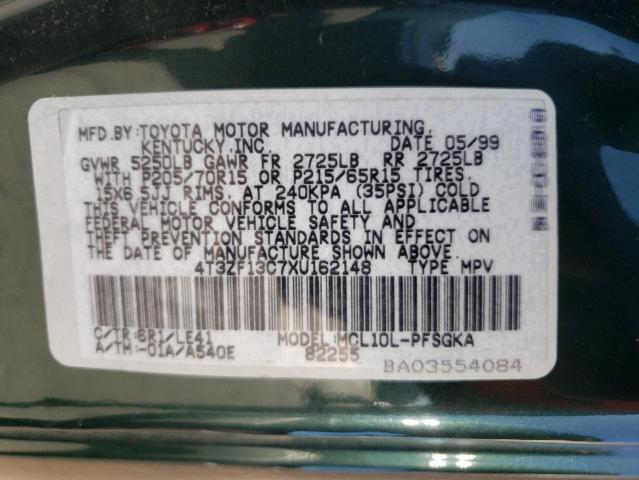 MFD.BY:TOYOTA MOTOR MANUFACTURING,
KENTUCKY,INC. DATE 05/99
GVWR 5250LB GAWR FR 2725LB RR 2725LB
WITH P205/70R15 OR P215/65R15 TIRES.
15X6.5JJ RIMS. AT 240KPA (35PSI) COLD
THIS VEHICLE CONFORMS TO ALL APPLICABLE
FEDERAL MOTOR VEHICLE SAFETY AND
THEFT PREVENTION STANDARDS IN EFFECT ON
THE DATE OF MANUFACTURE SHOWN ABOVE.
4T3ZF13C7XU162148 TYPE MPV
C/TR:6R1/LE41 MODEL:MCL10L-PFSGKA
A/TM:-01A/A540E 82255
BA03554084